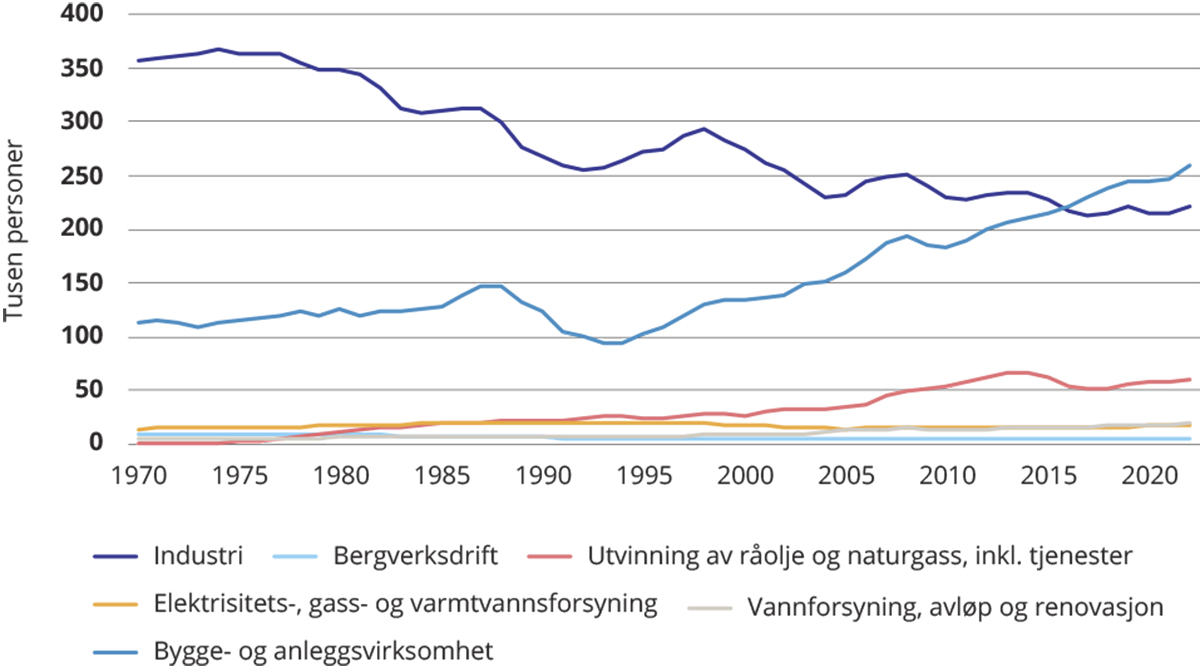 400
350
300
250
200
150
100
50
0
Tusen personer
1970 1975 1980 1985 1990 1995 2000 2005 2010 2015 2020
Industri Bergverksdrift Utvinning av råolje og naturgass, inkl. tjenester
Elektrisitets-, gass- og varmtvannsforsyning Vannforsyning, avløp og renovasjon
Bygge- og anleggsvirksomhet